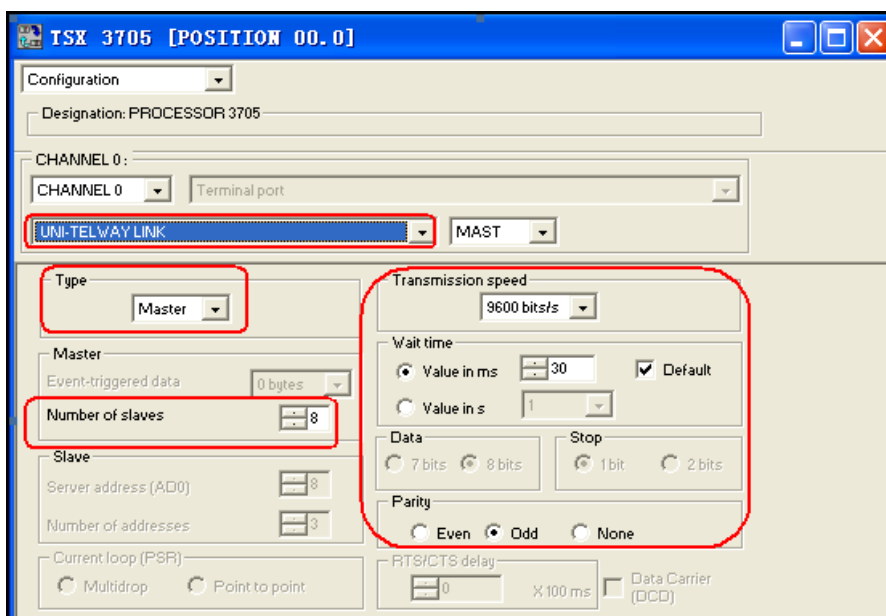 TSX 3705 [POSITION 00.0]
Configuration
Designation: PROCESSOR 3705
CHANNEL 0 :
CHANNEL 0 Terminal port
UNI-TELWAY LINK MAST
Type
Master
Transmission speed
9600 bits/s
Master
Event-triggered data 0 bytes
Number of slaves 8
Wait time
Value in ms 30 Default
Value in s 1
Slave
Server address (AD0) 8
Number of addresses 3
Data
7 bits 8 bits
Stop
1 bit 2 bits
Parity
Even Odd None
Current loop (PSR)
Multidrop Point to point
RTS/CTS delay
0 X 100 ms
Data Carrier
(DCD)